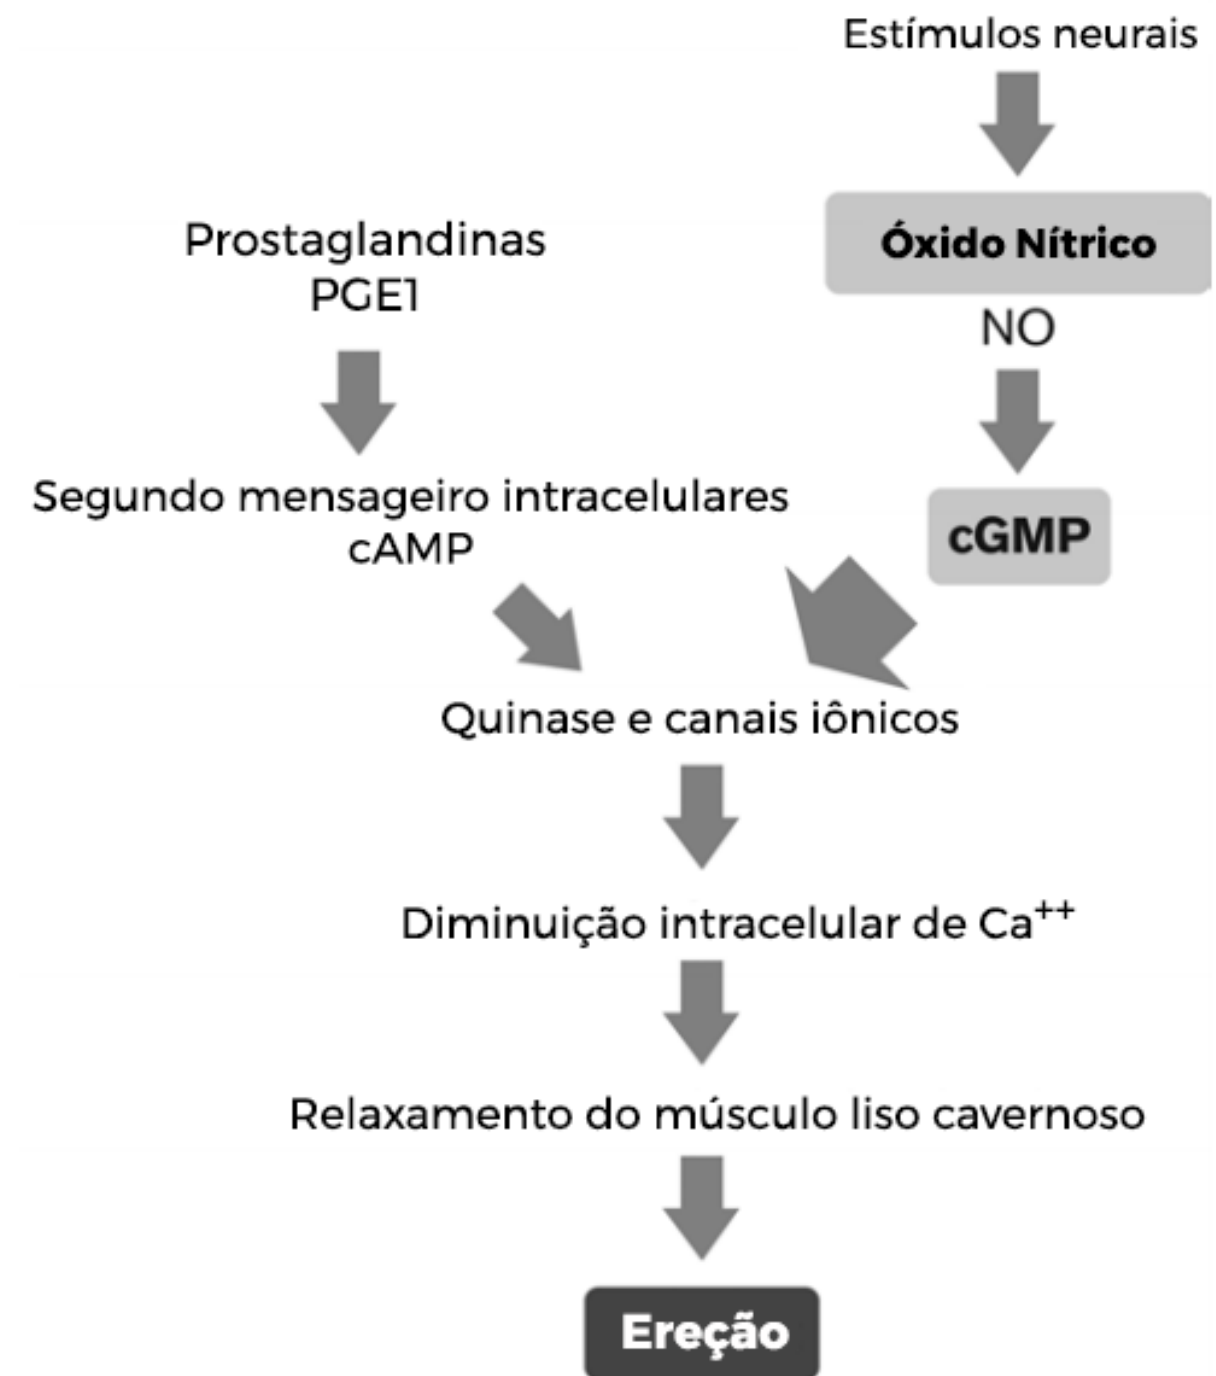 Estímulos neurais
Óxido Nítrico
NO
Prostaglandinas
PGE1
Segundo mensageiro intracelulares
cAMP
cGMP
Quinase e canais iônicos
Diminuição intracelular de Ca⁺⁺
Relaxamento do músculo liso cavernoso
Ereção